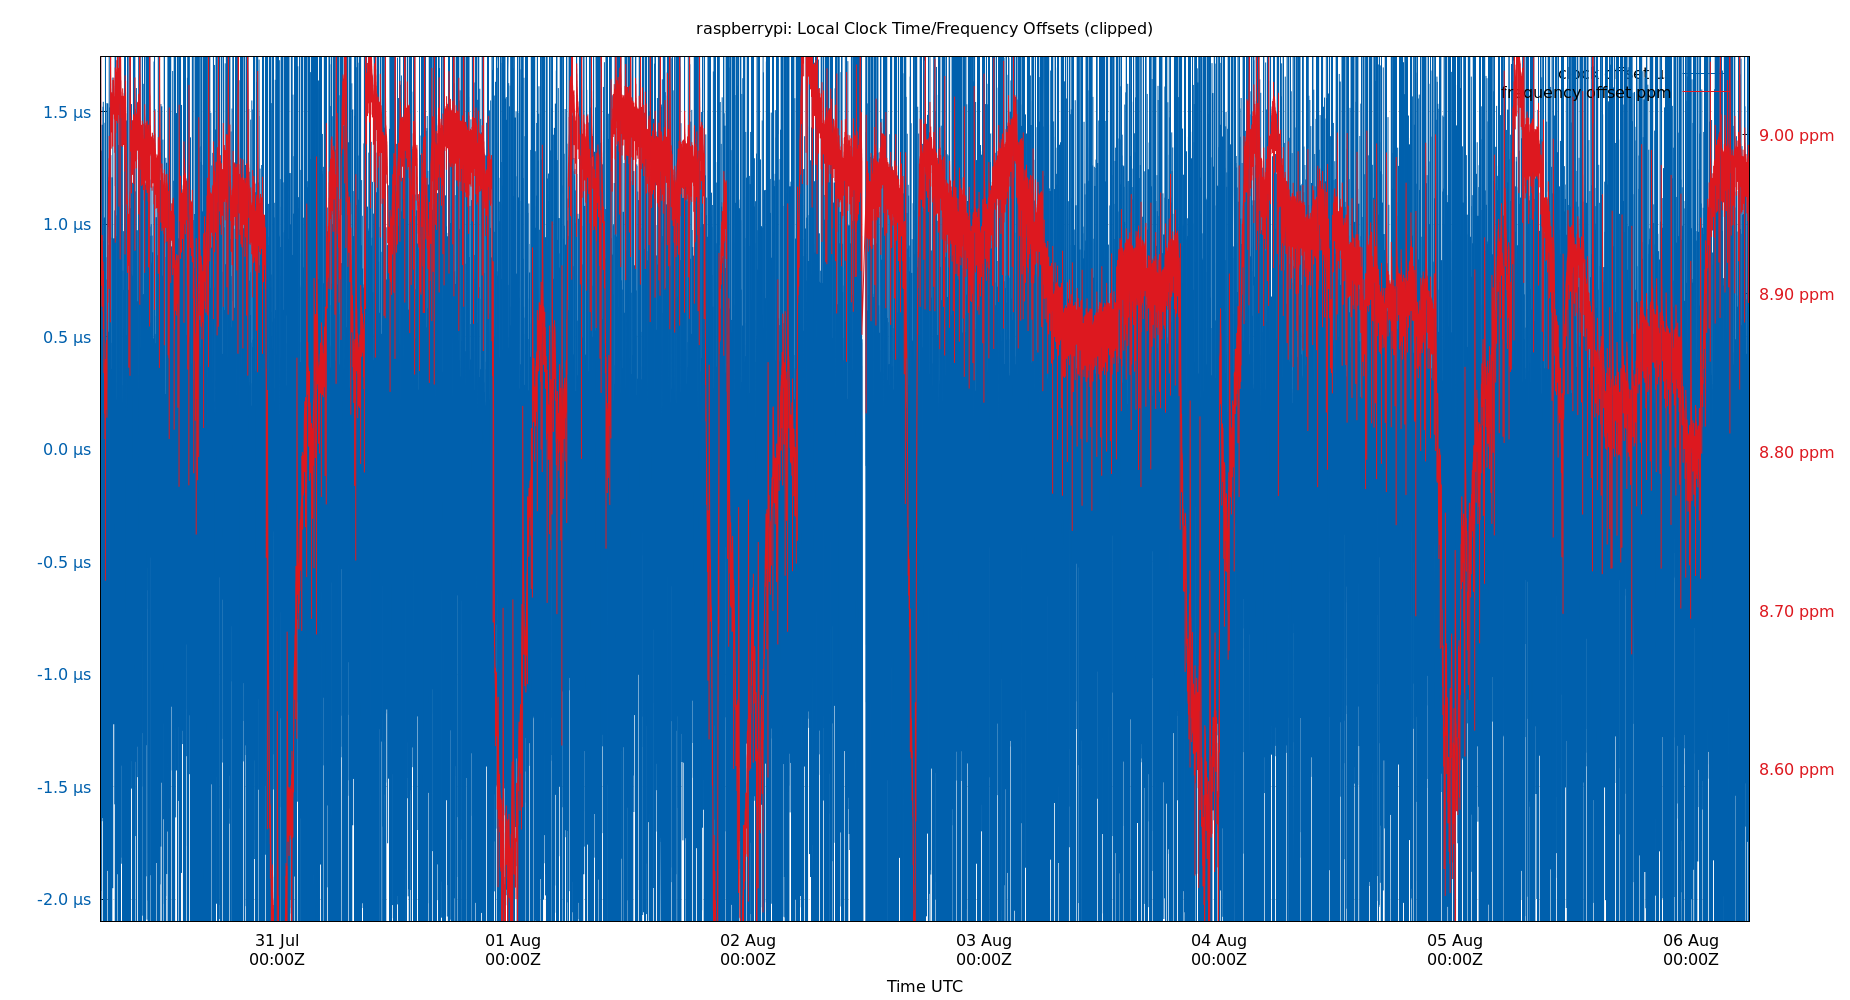 raspberrypi: Local Clock Time/Frequency Offsets (clipped)
clock offset
frequency offset ppm
1.5 µs
1.0 µs
0.5 µs
0.0 µs
-0.5 µs
-1.0 µs
-1.5 µs
-2.0 µs
9.00 ppm
8.90 ppm
8.80 ppm
8.70 ppm
8.60 ppm
31 Jul 01 Aug 02 Aug 03 Aug 04 Aug 05 Aug 06 Aug
00:00Z 00:00Z 00:00Z 00:00Z 00:00Z 00:00Z 00:00Z
Time UTC